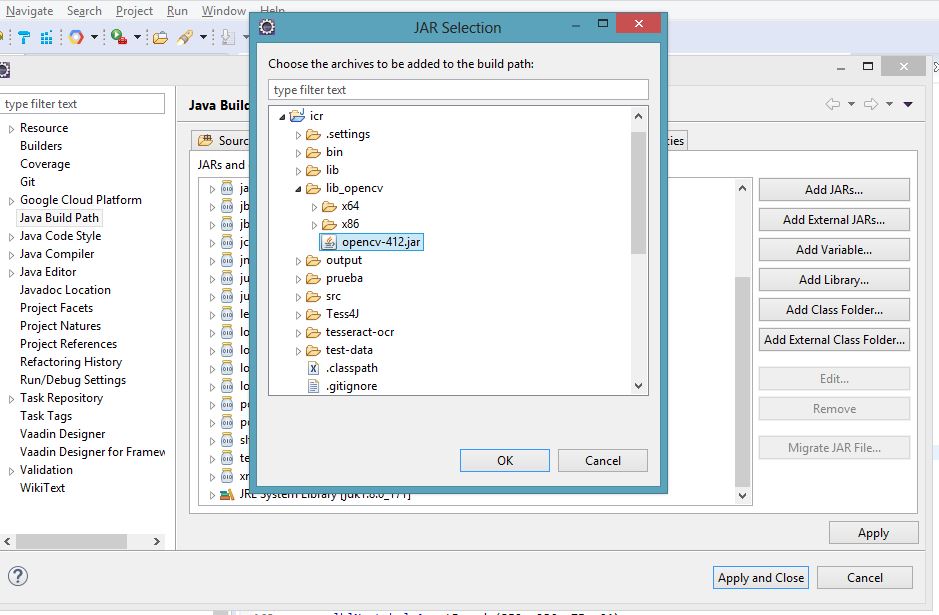 Navigate Search Project Run Window Help
JAR Selection
Choose the archives to be added to the build path:
type filter text
icr
.settings
bin
lib
lib_opencv
x64
x86
opencv-412.jar
output
prueba
src
Tess4J
tesseract-ocr
test-data
.classpath
.gitignore
OK Cancel
type filter text
Resource
Builders
Coverage
Git
Google Cloud Platform
Java Build Path
Java Code Style
Java Compiler
Java Editor
Javadoc Location
Project Facets
Project Natures
Project References
Refactoring History
Run/Debug Settings
Task Repository
Task Tags
Vaadin Designer
Vaadin Designer for Framew
Validation
WikiText
Java Build
Sourc
ies
JARs and
ja
jb
jb
jc
jn
ju
ju
le
lo
lo
lo
lo
po
po
sl
te
xr
JRE System Library [jdk1.8.0_171]
Add JARs...
Add External JARs...
Add Variable...
Add Library...
Add Class Folder...
Add External Class Folder...
Edit...
Remove
Migrate JAR File...
Apply
Apply and Close Cancel